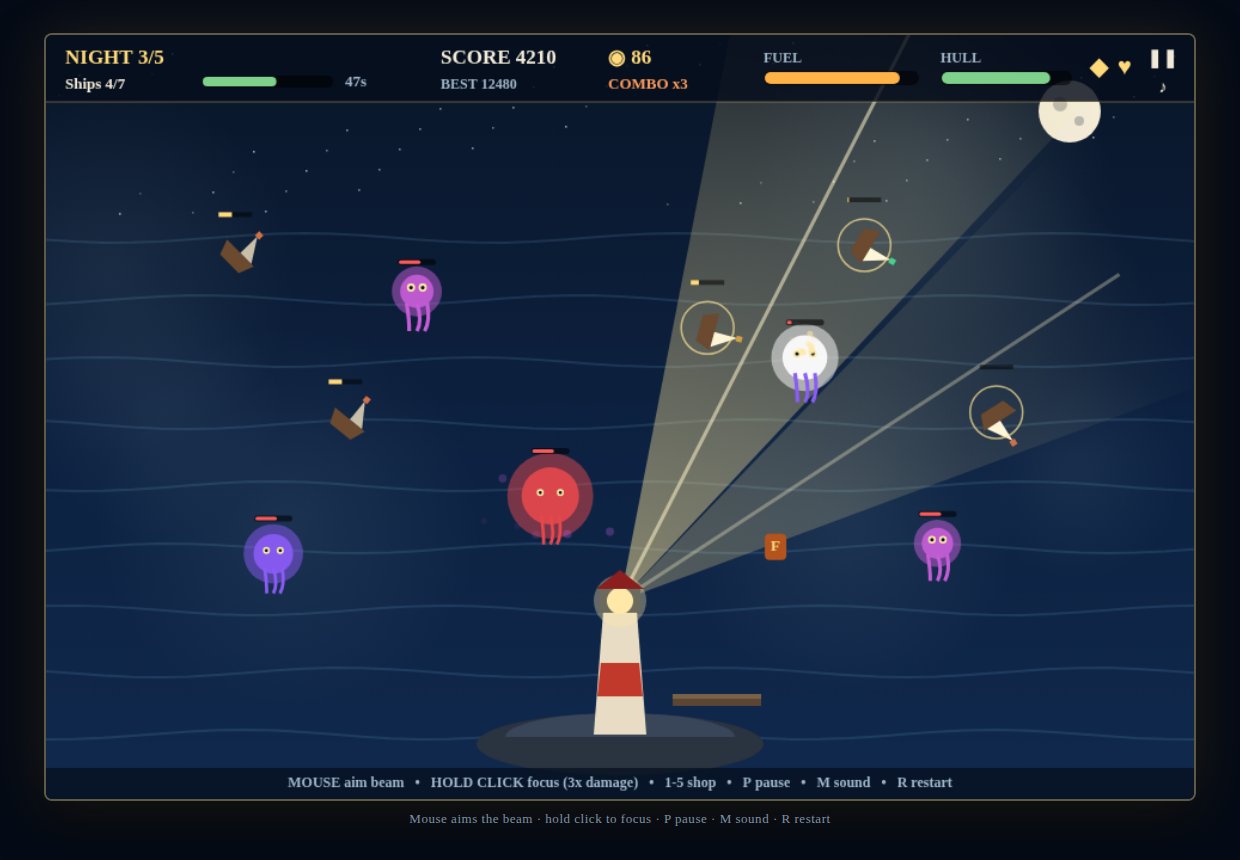 NIGHT 3/5
SCORE 4210
86
FUEL
HULL
Ships 4/7
47s
BEST 12480
COMBO x3
F
MOUSE aim beam • HOLD CLICK focus (3x damage) • 1-5 shop • P pause • M sound • R restart
Mouse aims the beam · hold click to focus · P pause · M sound · R restart